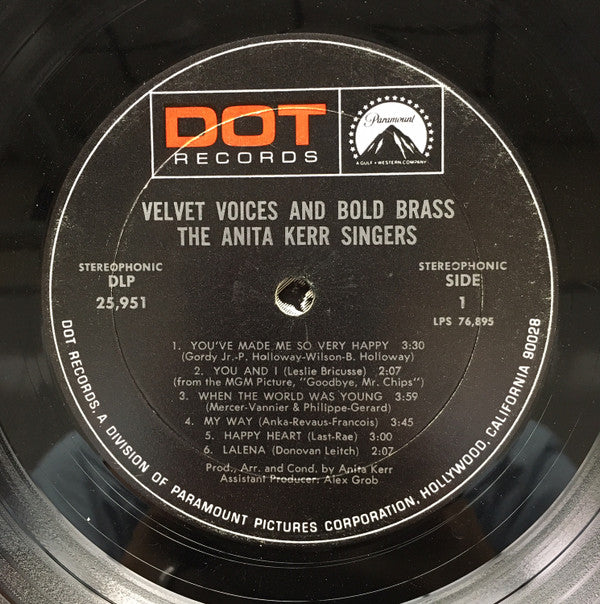 DOT
RECORDS
Paramount
A GULF + WESTERN COMPANY
VELVET VOICES AND BOLD BRASS
THE ANITA KERR SINGERS
STEREOPHONIC
DLP
25,951
STEREOPHONIC
SIDE
1
LPS 76,895
1. YOU'VE MADE ME SO VERY HAPPY 3:30
(Gordy Jr.-P. Holloway-Wilson-B. Holloway)
2. YOU AND I (Leslie Bricusse) 2:07
(from the MGM Picture, "Goodbye, Mr. Chips")
3. WHEN THE WORLD WAS YOUNG 3:59
(Mercer-Vannier & Philippe-Gerard)
4. MY WAY (Anka-Revaus-Francois) 3:45
5. HAPPY HEART (Last-Rae) 3:00
6. LALENA (Donovan Leitch) 2:07
Prod., Arr. and Cond. by Anita Kerr
Assistant Producer: Alex Grob
DOT RECORDS, A DIVISION OF PARAMOUNT PICTURES CORPORATION, HOLLYWOOD, CALIFORNIA 90028